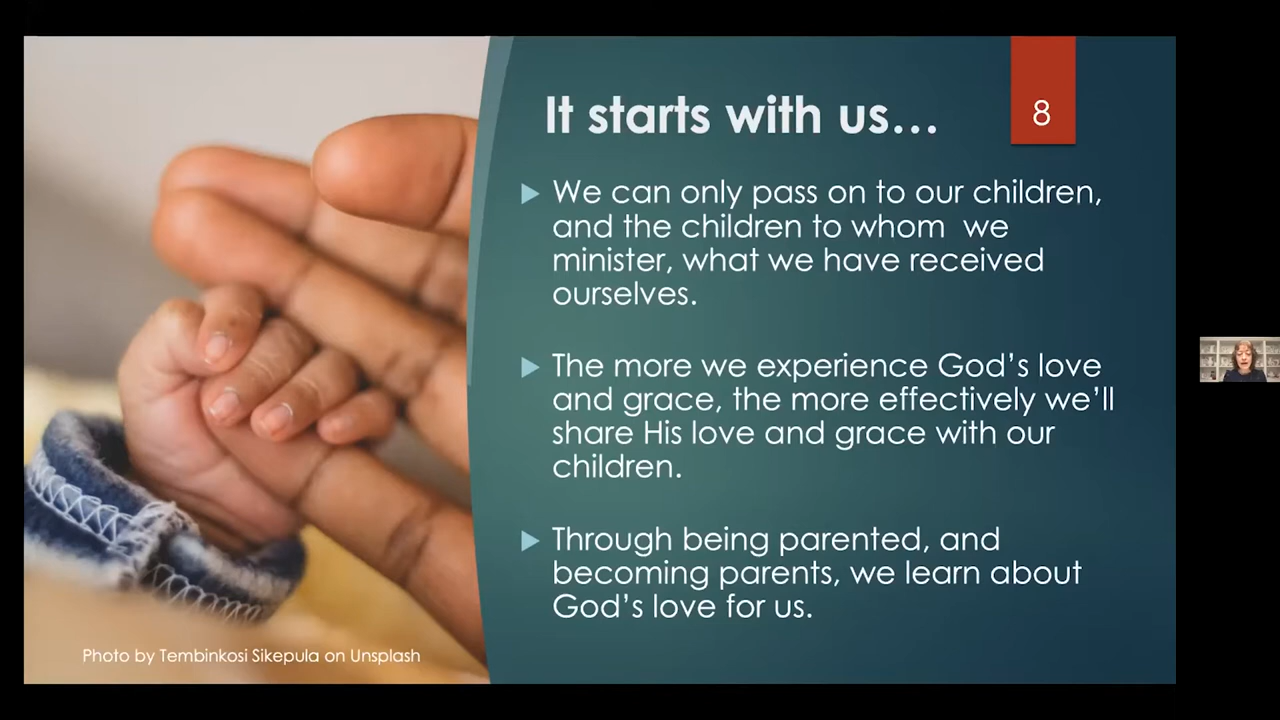 It starts with us...
8
We can only pass on to our children,
and the children to whom  we
minister, what we have received
ourselves.
The more we experience God's love
and grace, the more effectively we'll
share His love and grace with our
children.
Through being parented, and
becoming parents, we learn about
God's love for us.
Photo by Tembinkosi Sikepula on Unsplash